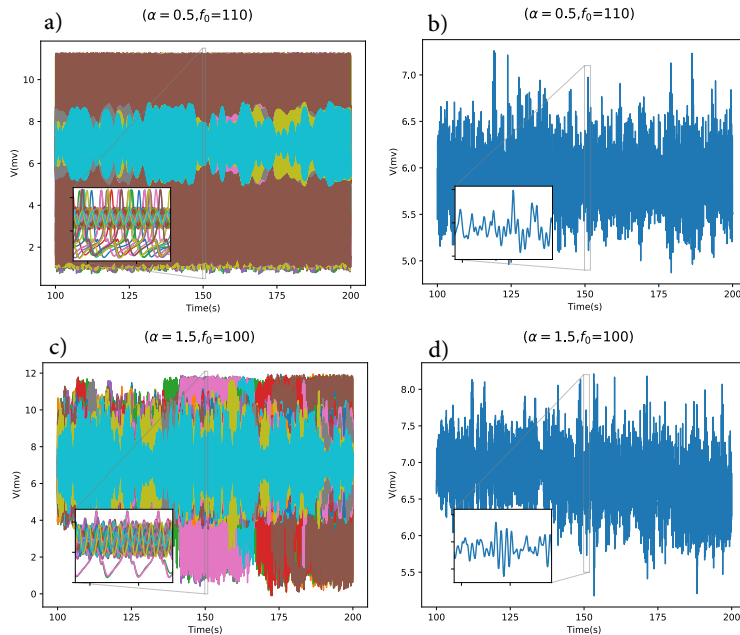 a)
(α = 0.5,f₀=110)
V(mv)
10
8
6
4
2
100
125
150
175
200
Time(s)
b)
(α = 0.5,f₀=110)
V(mv)
7.0
6.5
6.0
5.5
5.0
100
125
150
175
200
Time(s)
c)
(α = 1.5,f₀=100)
V(mv)
12
10
8
6
4
2
0
100
125
150
175
200
Time(s)
d)
(α = 1.5,f₀=100)
V(mv)
8.0
7.5
7.0
6.5
6.0
5.5
100
125
150
175
200
Time(s)